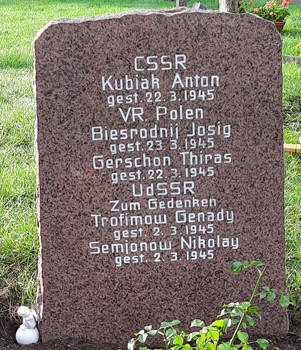 CSSR
Kubiak Anton
gest. 22. 3. 1945
VR Polen
Biesrodnij Josig
gest. 23. 3. 1945
Gerschon Thiras
gest. 22. 3. 1945
UdSSR
Zum Gedenken
Trofimow Genady
gest. 2. 3. 1945
Semjonow Nikolay
gest. 2. 3. 1945